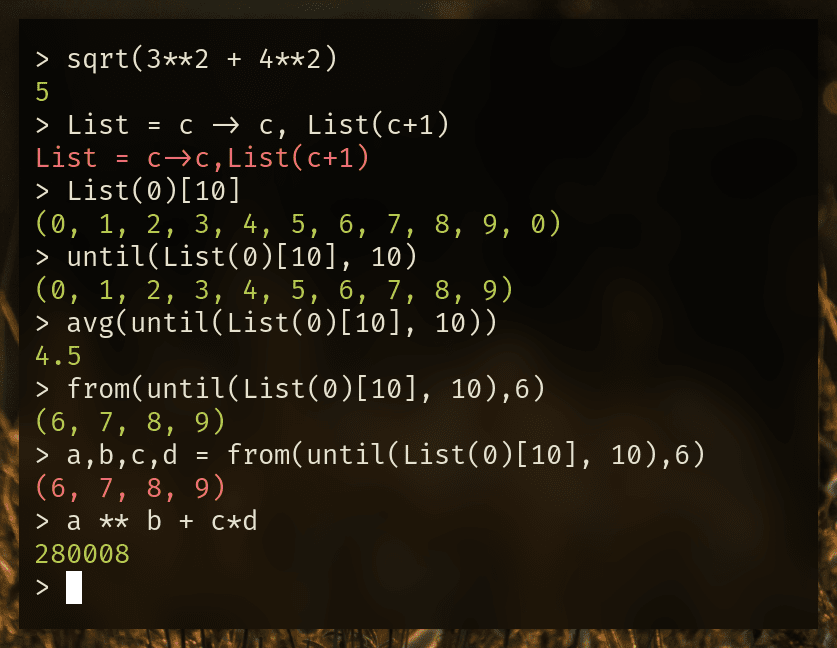 > sqrt(3**2 + 4**2)
5
> List = c -> c, List(c+1)
List = c->c,List(c+1)
> List(0)[10]
(0, 1, 2, 3, 4, 5, 6, 7, 8, 9, 0)
> until(List(0)[10], 10)
(0, 1, 2, 3, 4, 5, 6, 7, 8, 9)
> avg(until(List(0)[10], 10))
4.5
> from(until(List(0)[10], 10),6)
(6, 7, 8, 9)
> a,b,c,d = from(until(List(0)[10], 10),6)
(6, 7, 8, 9)
> a ** b + c*d
280008
>